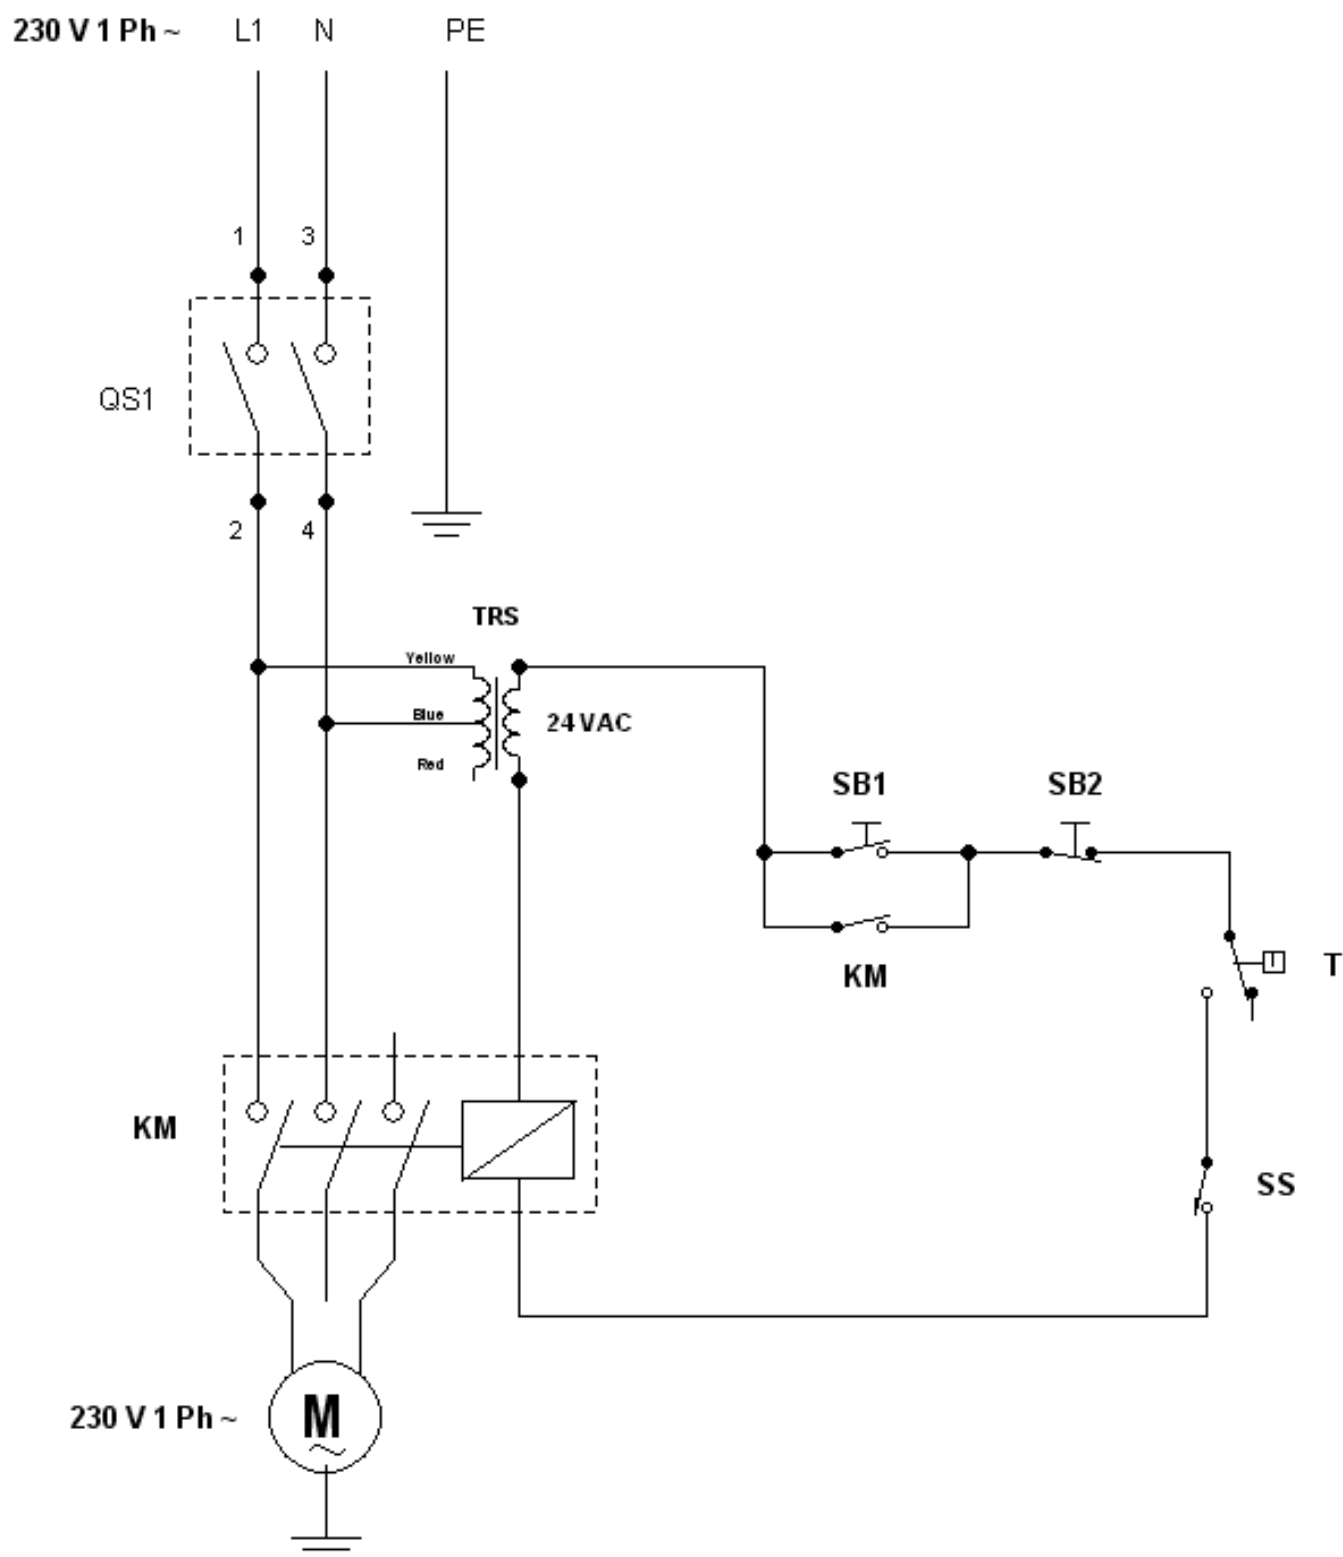 230 V 1 Ph ~ L1 N PE
1 3
QS1
2 4
TRS
Yellow
Blue
24 VAC
Red
SB1 SB2
T
KM
KM
SS
230 V 1 Ph ~
M
~